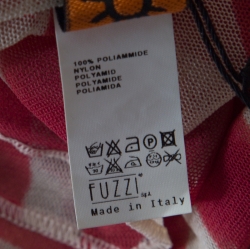 100% POLIAMMIDE
NYLON
POLYAMID
POLYAMIDE
POLIAMIDA
FUZZI
Made in Italy